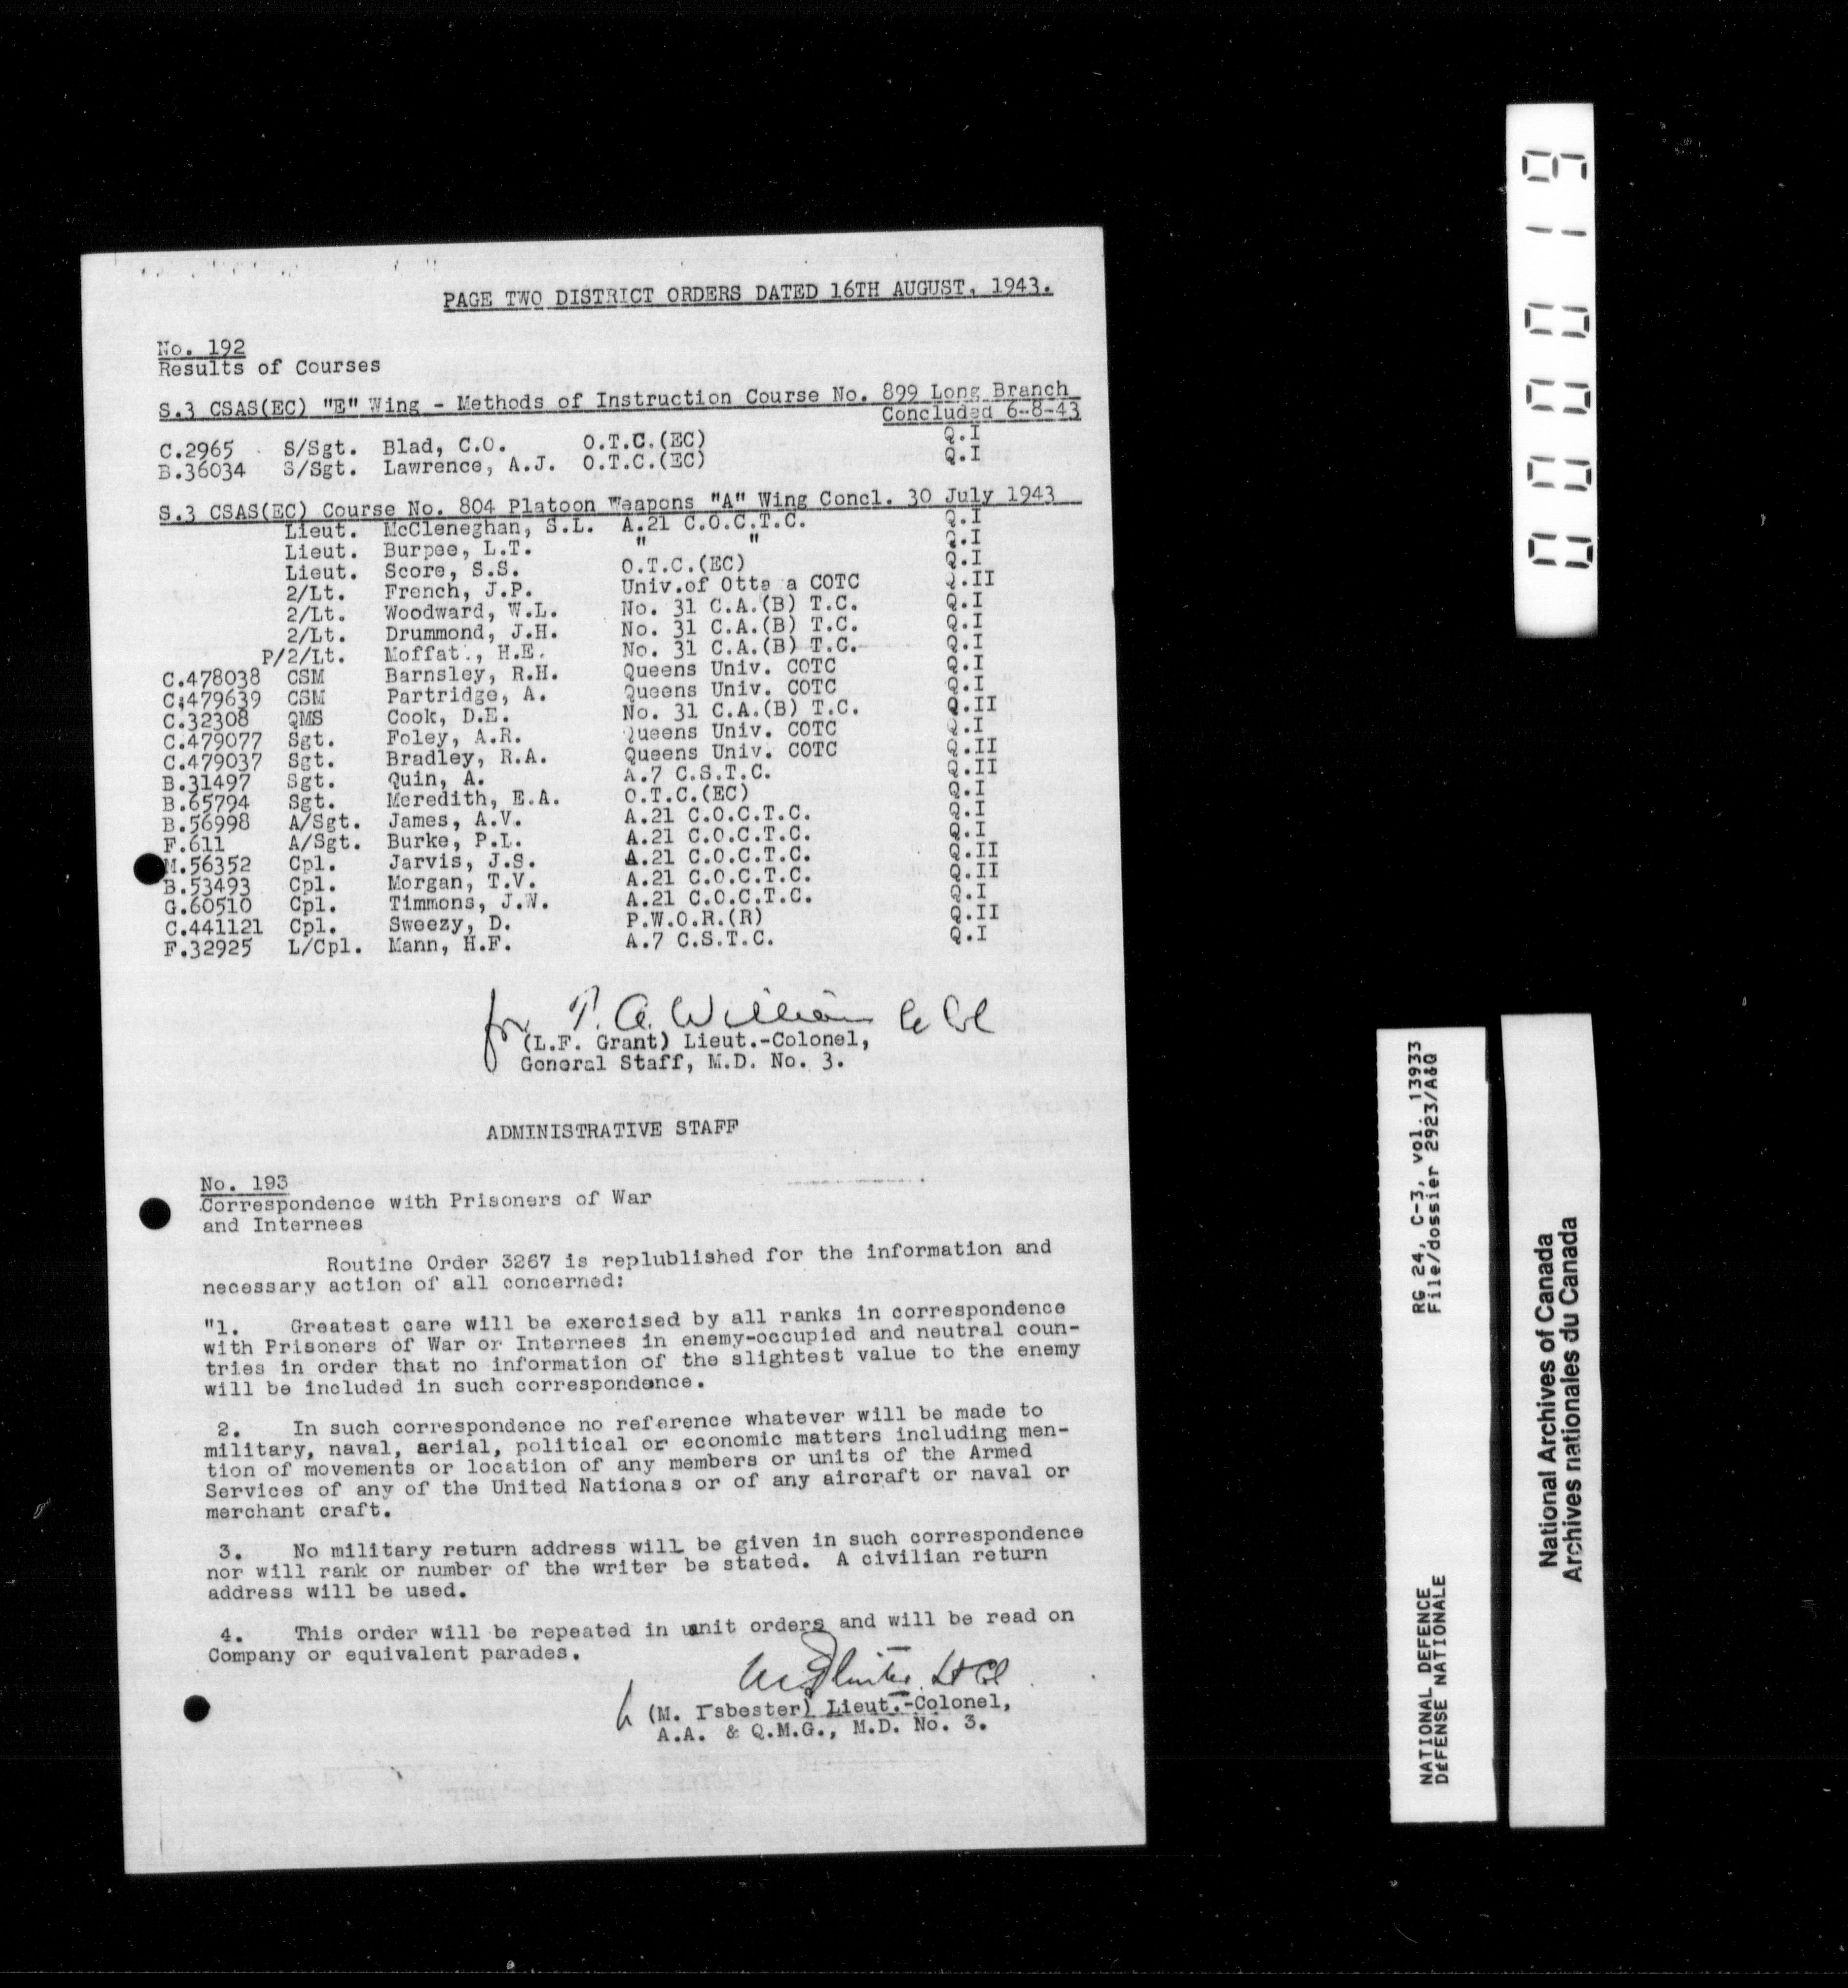 PAGE TWO DISTRICT ORDERS DATED 16TH AUGUST, 1943.
No. 192
Results of Courses
S.3 CSAS(EC) "E" Wing - Methods of Instruction Course No. 899 Long Branch
Concluded 6-8-43
C.2965 S/Sgt. Blad, C.O. O.T.C.(EC) Q.I
B.36034 S/Sgt. Lawrence, A.J. O.T.C.(EC) Q.I
S.3 CSAS(EC) Course No. 804 Platoon Weapons "A" Wing Concl. 30 July 1943
Lieut. McCleneghan, S.L. A.21 C.O.C.T.C. Q.I
Lieut. Burpee, L.T. " " Q.I
Lieut. Score, S.S. O.T.C.(EC) Q.I
2/Lt. French, J.P. Univ.of Otta a COTC Q.II
2/Lt. Woodward, W.L. No. 31 C.A.(B) T.C. Q.I
2/Lt. Drummond, J.H. No. 31 C.A.(B) T.C. Q.I
P/2/Lt. Moffat., H.E. No. 31 C.A.(B) T.C. Q.I
C.478038 CSM Barnsley, R.H. Queens Univ. COTC Q.I
C;479639 CSM Partridge, A. Queens Univ. COTC Q.I
C.32308 QMS Cook, D.E. No. 31 C.A.(B) T.C. Q.II
C.479077 Sgt. Foley, A.R. Queens Univ. COTC Q.I
C.479037 Sgt. Bradley, R.A. Queens Univ. COTC Q.II
B.31497 Sgt. Quin, A. A.7 C.S.T.C. Q.II
B.65794 Sgt. Meredith, E.A. O.T.C.(EC) Q.I
B.56998 A/Sgt. James, A.V. A.21 C.O.C.T.C. Q.I
F.611 A/Sgt. Burke, P.L. A.21 C.O.C.T.C. Q.I
M.56352 Cpl. Jarvis, J.S. A.21 C.O.C.T.C. Q.II
B.53493 Cpl. Morgan, T.V. A.21 C.O.C.T.C. Q.II
G.60510 Cpl. Timmons, J.W. A.21 C.O.C.T.C. Q.I
C.441121 Cpl. Sweezy, D. P.W.O.R.(R) Q.II
F.32925 L/Cpl. Mann, H.F. A.7 C.S.T.C. Q.I
for T.A. William Lt Col
(L.F. Grant) Lieut.-Colonel,
General Staff, M.D. No. 3.
ADMINISTRATIVE STAFF
No. 193
Correspondence with Prisoners of War
and Internees
Routine Order 3267 is replublished for the information and
necessary action of all concerned:
"1. Greatest care will be exercised by all ranks in correspondence
with Prisoners of War or Internees in enemy-occupied and neutral coun-
tries in order that no information of the slightest value to the enemy
will be included in such correspondence.
2. In such correspondence no reference whatever will be made to
military, naval, aerial, political or economic matters including men-
tion of movements or location of any members or units of the Armed
Services of any of the United Nationas or of any aircraft or naval or
merchant craft.
3. No military return address will be given in such correspondence
nor will rank or number of the writer be stated. A civilian return
address will be used.
4. This order will be repeated in unit orders and will be read on
Company or equivalent parades.
Lt Col
(M. Isbester) Lieut.-Colonel,
A.A. & Q.M.G., M.D. No. 3.
000019
RG 24, C-3, vol. 13933
File/dossier 2923/A&Q
NATIONAL DEFENCE
DéFENSE NATIONALE
National Archives of Canada
Archives nationales du Canada